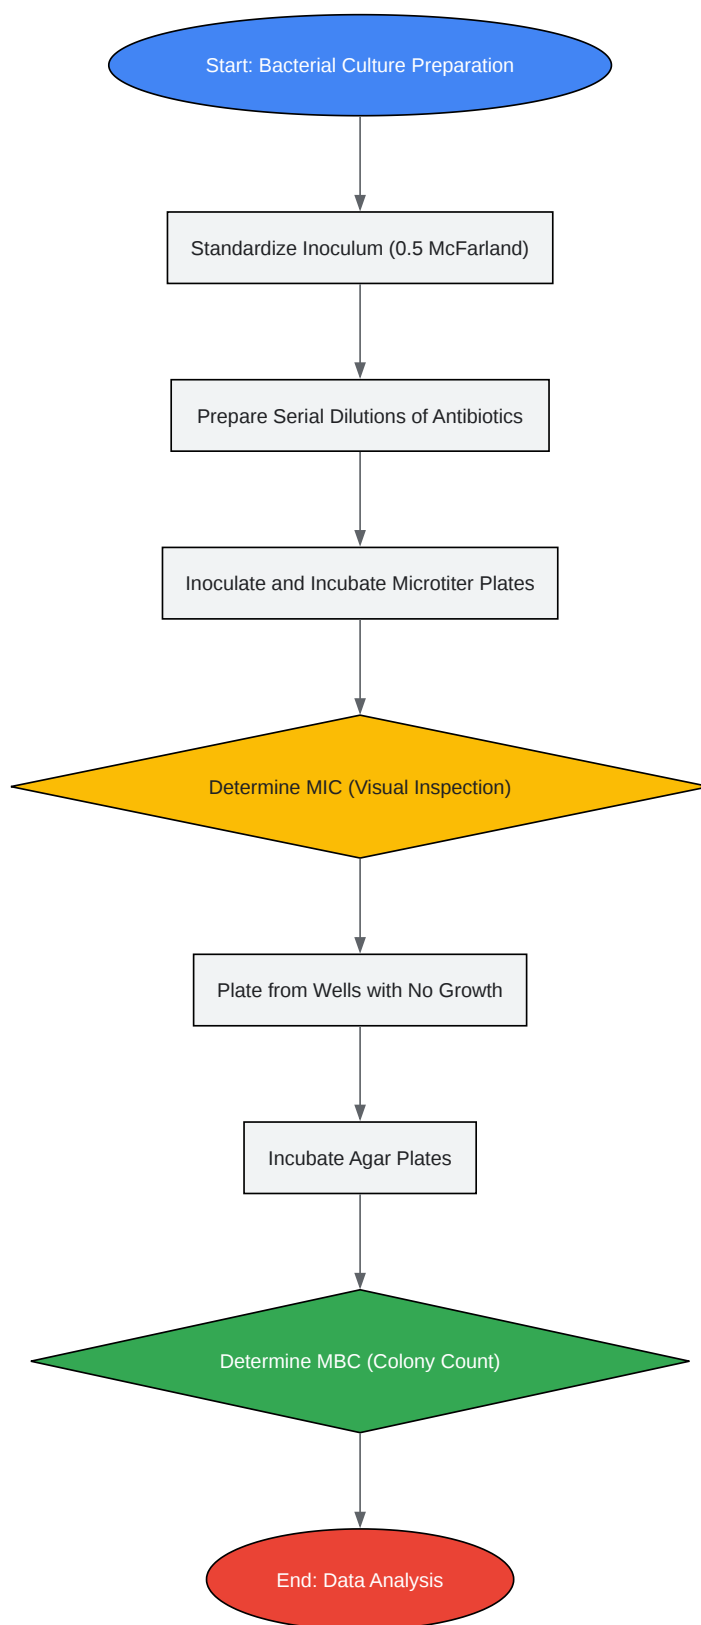 Start: Bacterial Culture Preparation
Standardize Inoculum (0.5 McFarland)
Prepare Serial Dilutions of Antibiotics
Inoculate and Incubate Microtiter Plates
Determine MIC (Visual Inspection)
Plate from Wells with No Growth
Incubate Agar Plates
Determine MBC (Colony Count)
End: Data Analysis